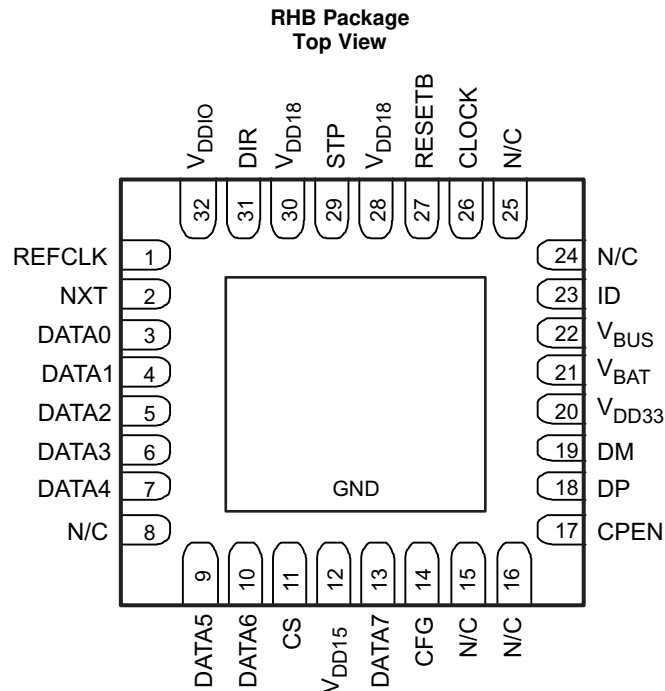 RHB Package
Top View
VDDIO
DIR
VDD18
STP
VDD18
RESETB
CLOCK
N/C
32 31 30 29 28 27 26 25
REFCLK 1
NXT 2
DATA0 3
DATA1 4
DATA2 5
DATA3 6
DATA4 7
N/C 8
24 N/C
23 ID
22 VBUS
21 VBAT
20 VDD33
19 DM
18 DP
17 CPEN
GND
9 10 11 12 13 14 15 16
DATA5
DATA6
CS
VDD15
DATA7
CFG
N/C
N/C